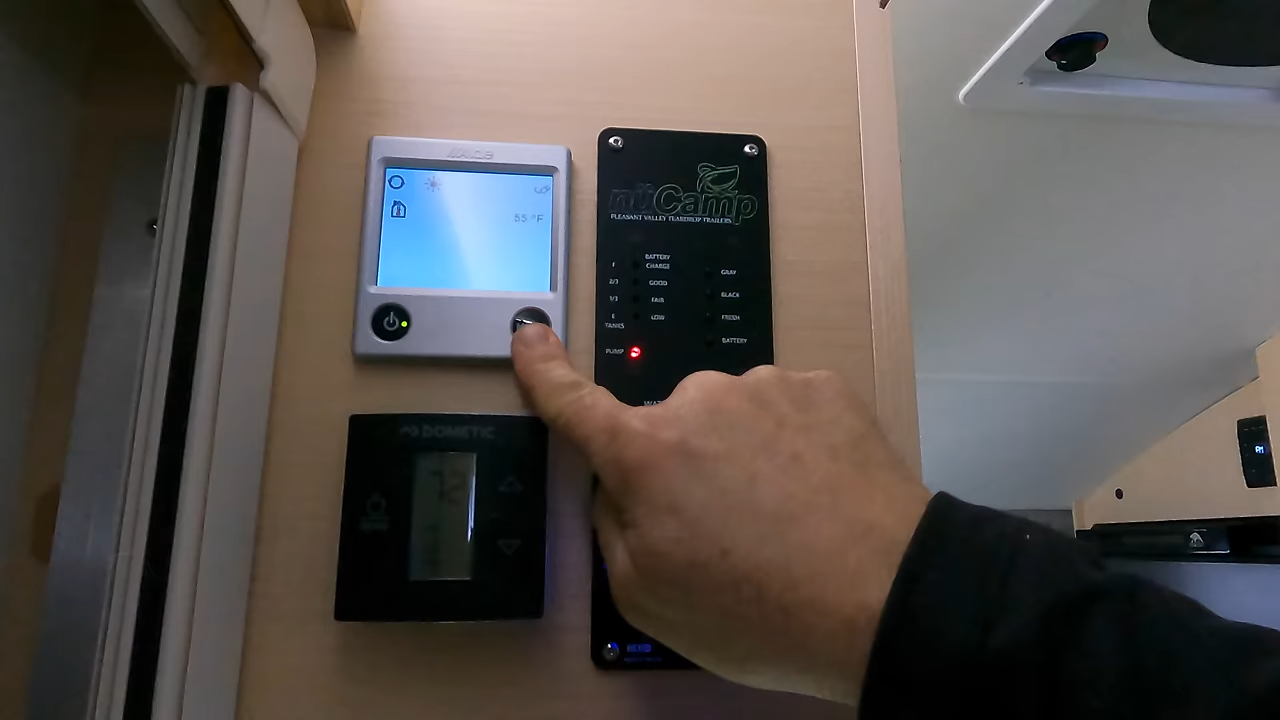 ALDE
55 °F
nüCamp
PLEASANT VALLEY TEARDROP TRAILERS
BATTERY
F CHARGE GRAY
2/3 GOOD
1/3 FAIR BLACK
E LOW FRESH
TANKS
BATTERY
PUMP
DOMETIC
72